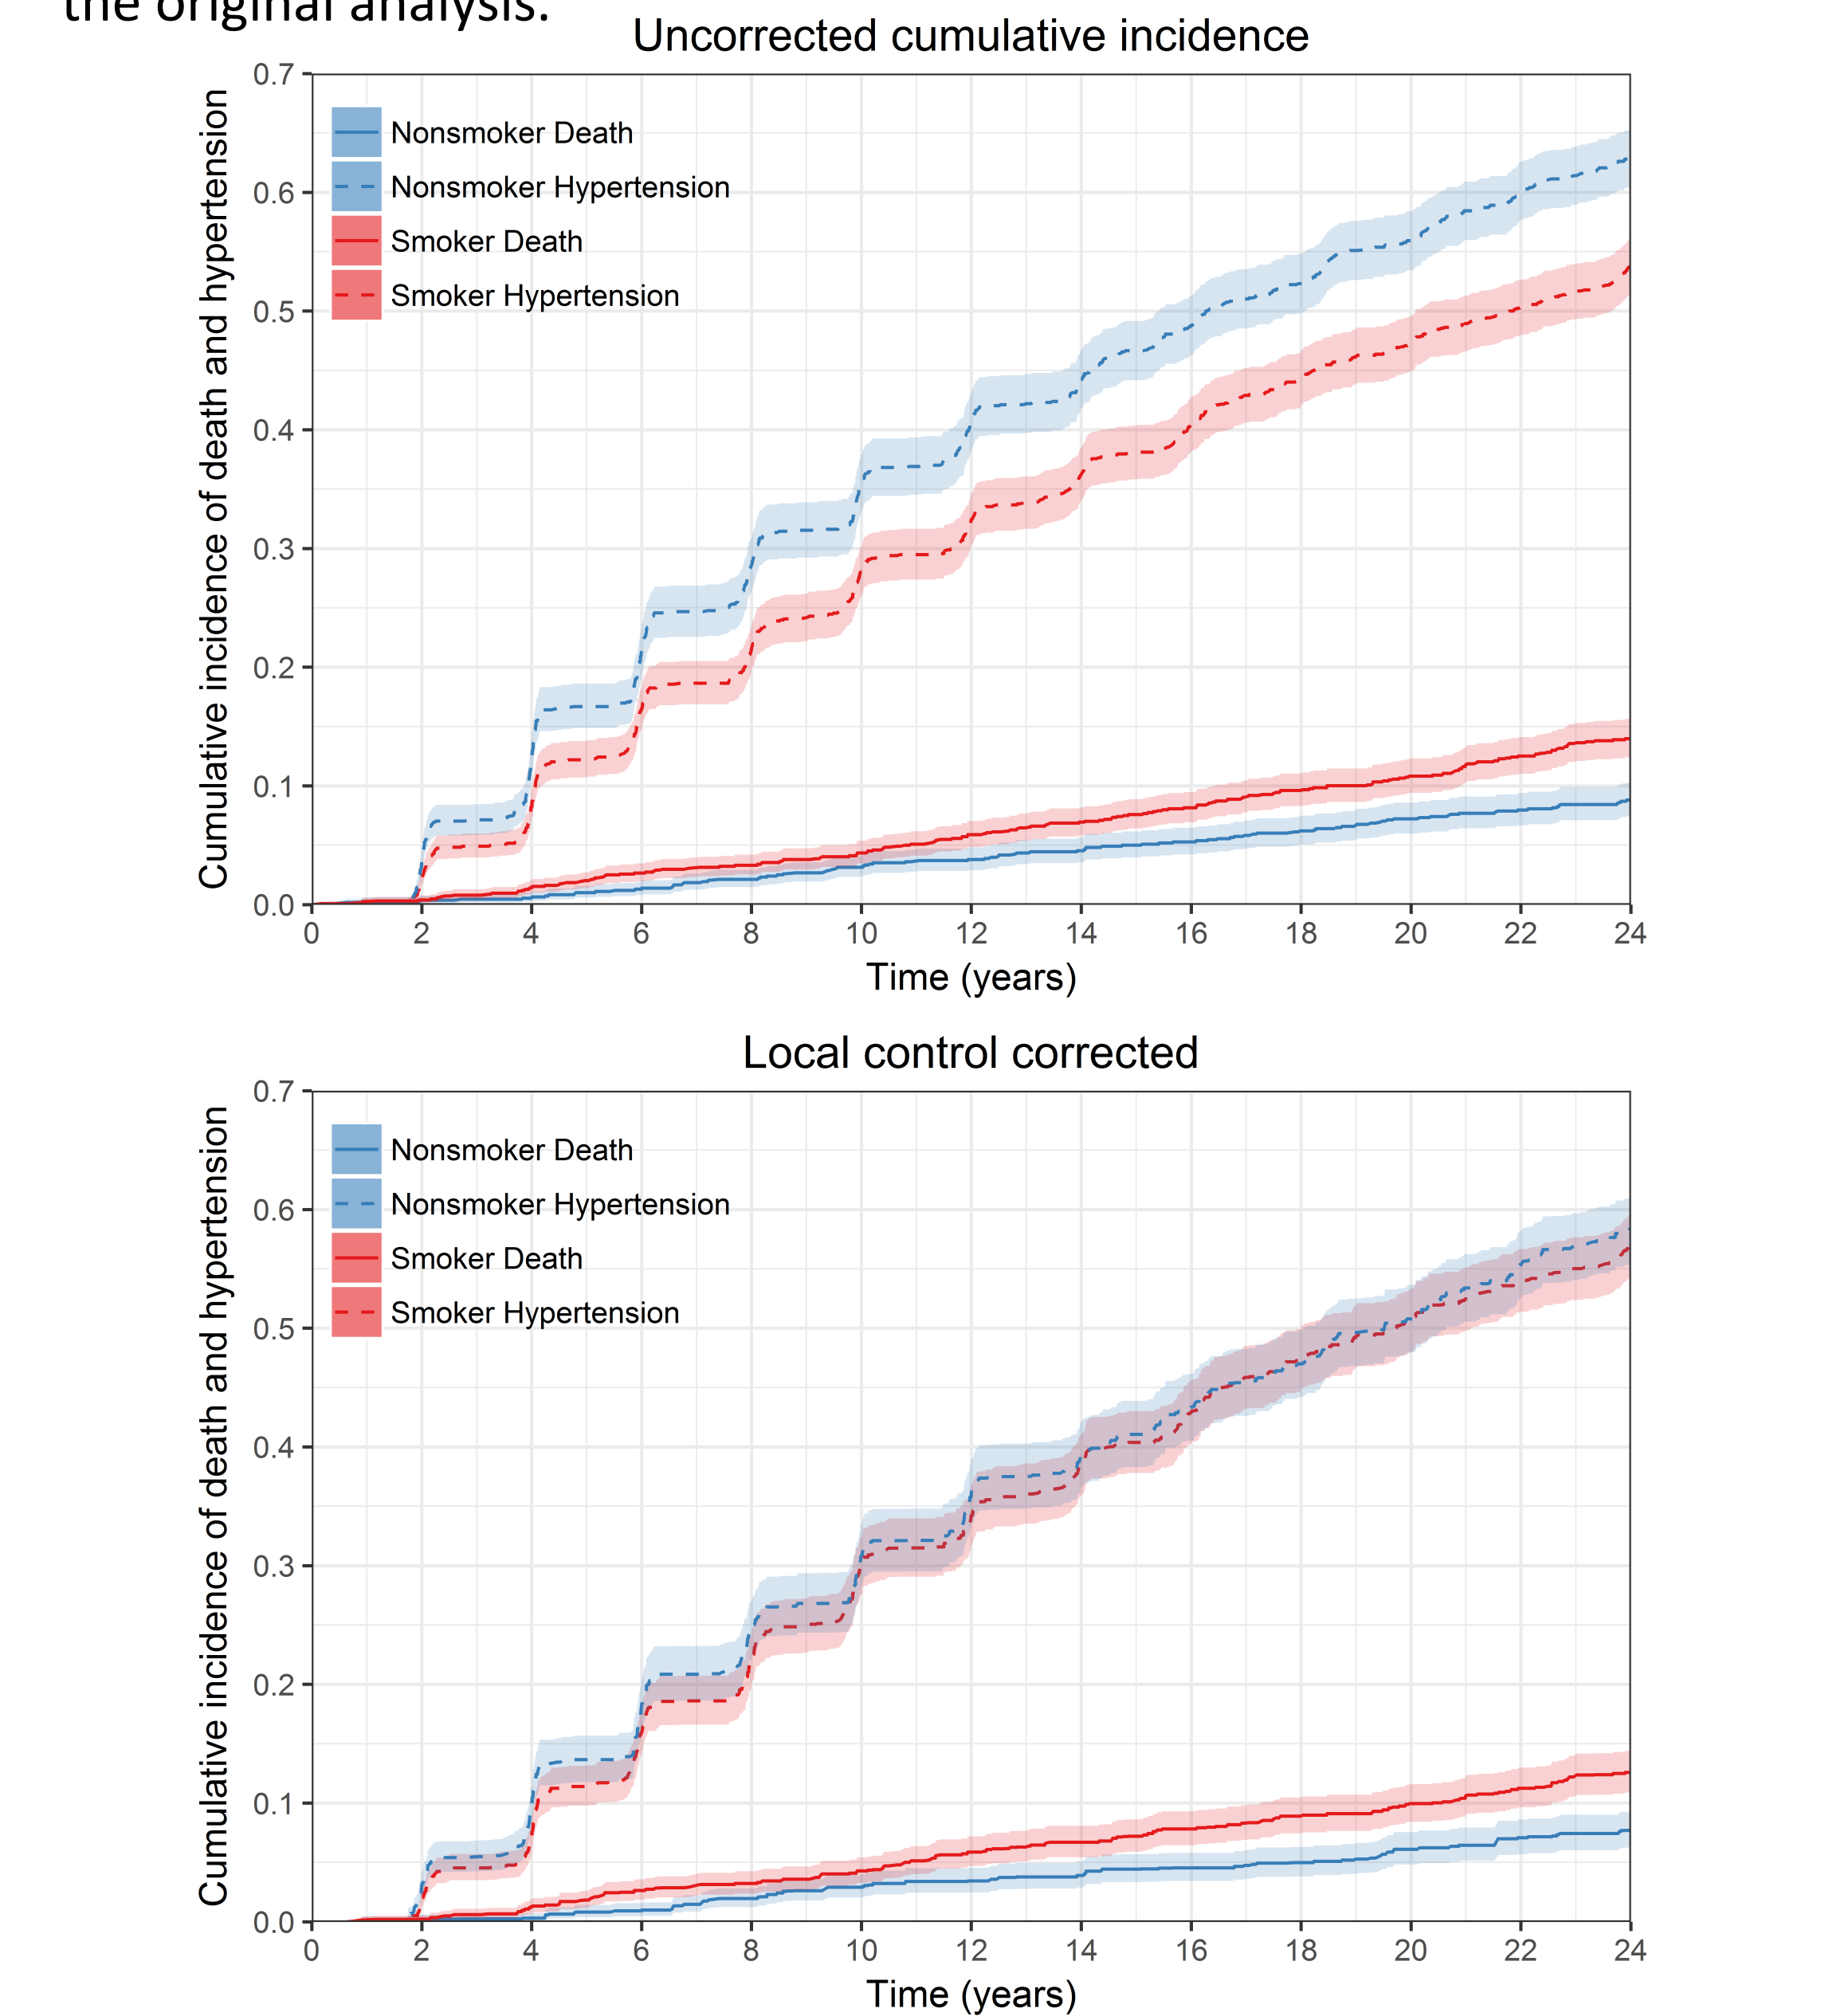 the original analysis.
Uncorrected cumulative incidence
Cumulative incidence of death and hypertension
0.7
0.6
0.5
0.4
0.3
0.2
0.1
0.0
Nonsmoker Death
Nonsmoker Hypertension
Smoker Death
Smoker Hypertension
0 2 4 6 8 10 12 14 16 18 20 22 24
Time (years)
Local control corrected
Cumulative incidence of death and hypertension
0.7
0.6
0.5
0.4
0.3
0.2
0.1
0.0
Nonsmoker Death
Nonsmoker Hypertension
Smoker Death
Smoker Hypertension
0 2 4 6 8 10 12 14 16 18 20 22 24
Time (years)